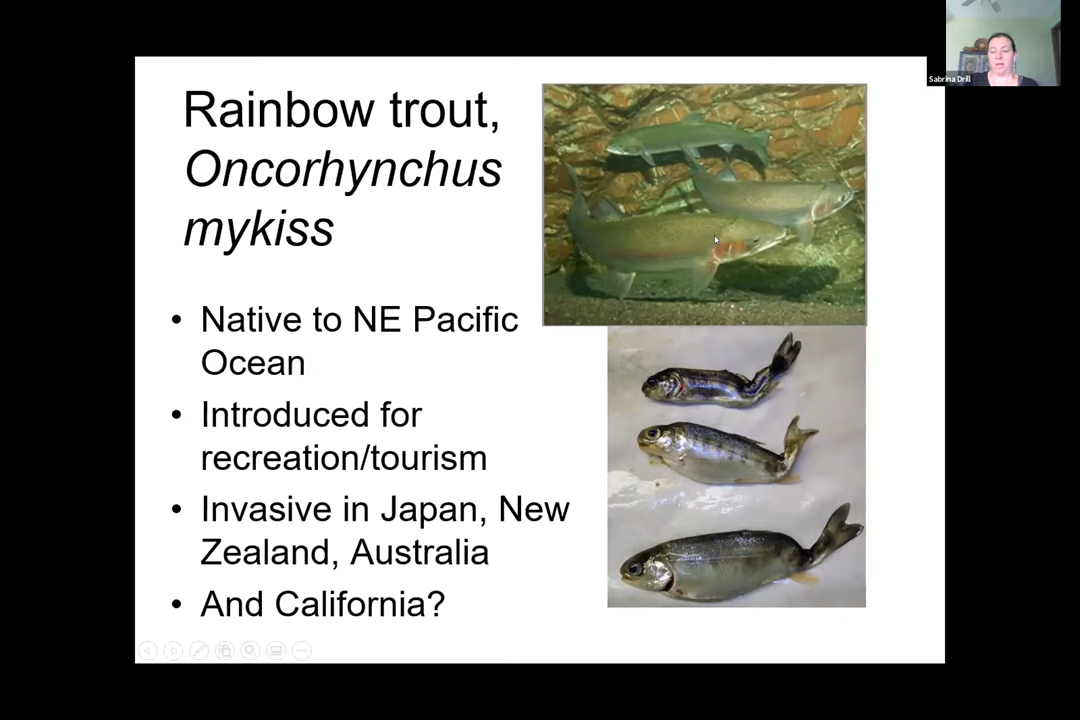 Sabrina Drill
Rainbow trout,
Oncorhynchus
mykiss
• Native to NE Pacific
Ocean
• Introduced for
recreation/tourism
• Invasive in Japan, New
Zealand, Australia
• And California?